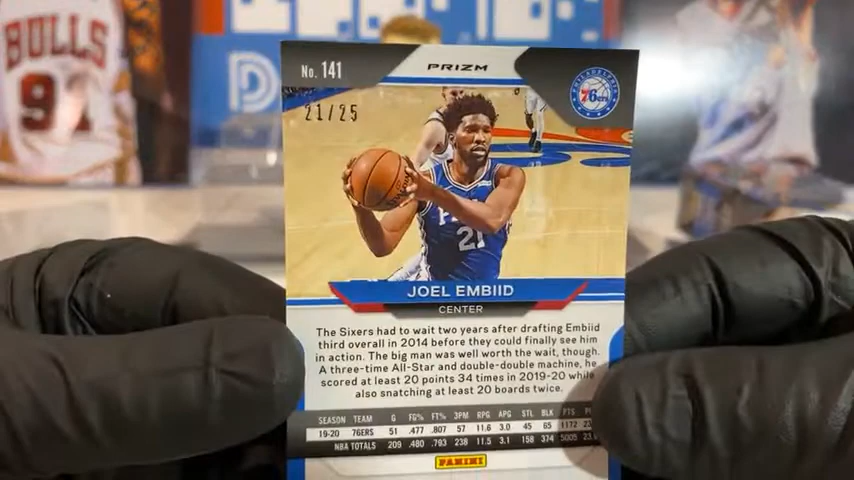 BULLS
9
No. 141
PRIZM
PHILADELPHIA
76ers
21/25
21
JOEL EMBIID
CENTER
The Sixers had to wait two years after drafting Embiid
third overall in 2014 before they could finally see him
in action. The big man was well worth the wait, though.
A three-time All-Star and double-double machine, he
scored at least 20 points 34 times in 2019-20 while
also snatching at least 20 boards twice.
SEASON TEAM G FG% FT% 3PM RPG APG STL BLK PTS
19-20 76ERS 51 .477 .807 57 11.6 3.0 45 65 1172
NBA TOTALS 209 .480 .793 238 11.5 3.1 158 334 5005
PANINI